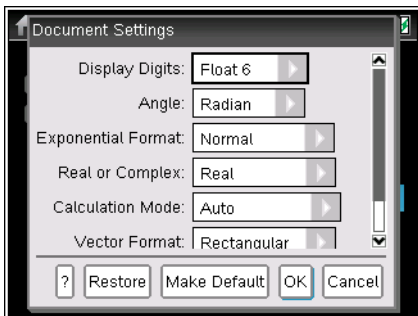 Document Settings
Display Digits: Float 6
Angle: Radian
Exponential Format: Normal
Real or Complex: Real
Calculation Mode: Auto
Vector Format: Rectangular
? Restore Make Default OK Cancel